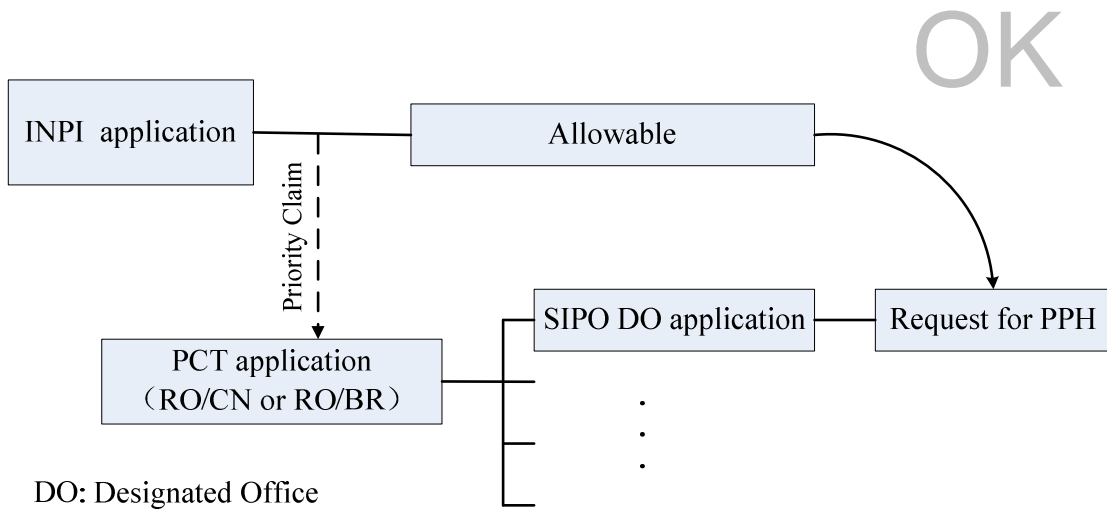 OK
INPI application
Allowable
Priority Claim
SIPO DO application
Request for PPH
PCT application
（RO/CN or RO/BR）
DO: Designated Office